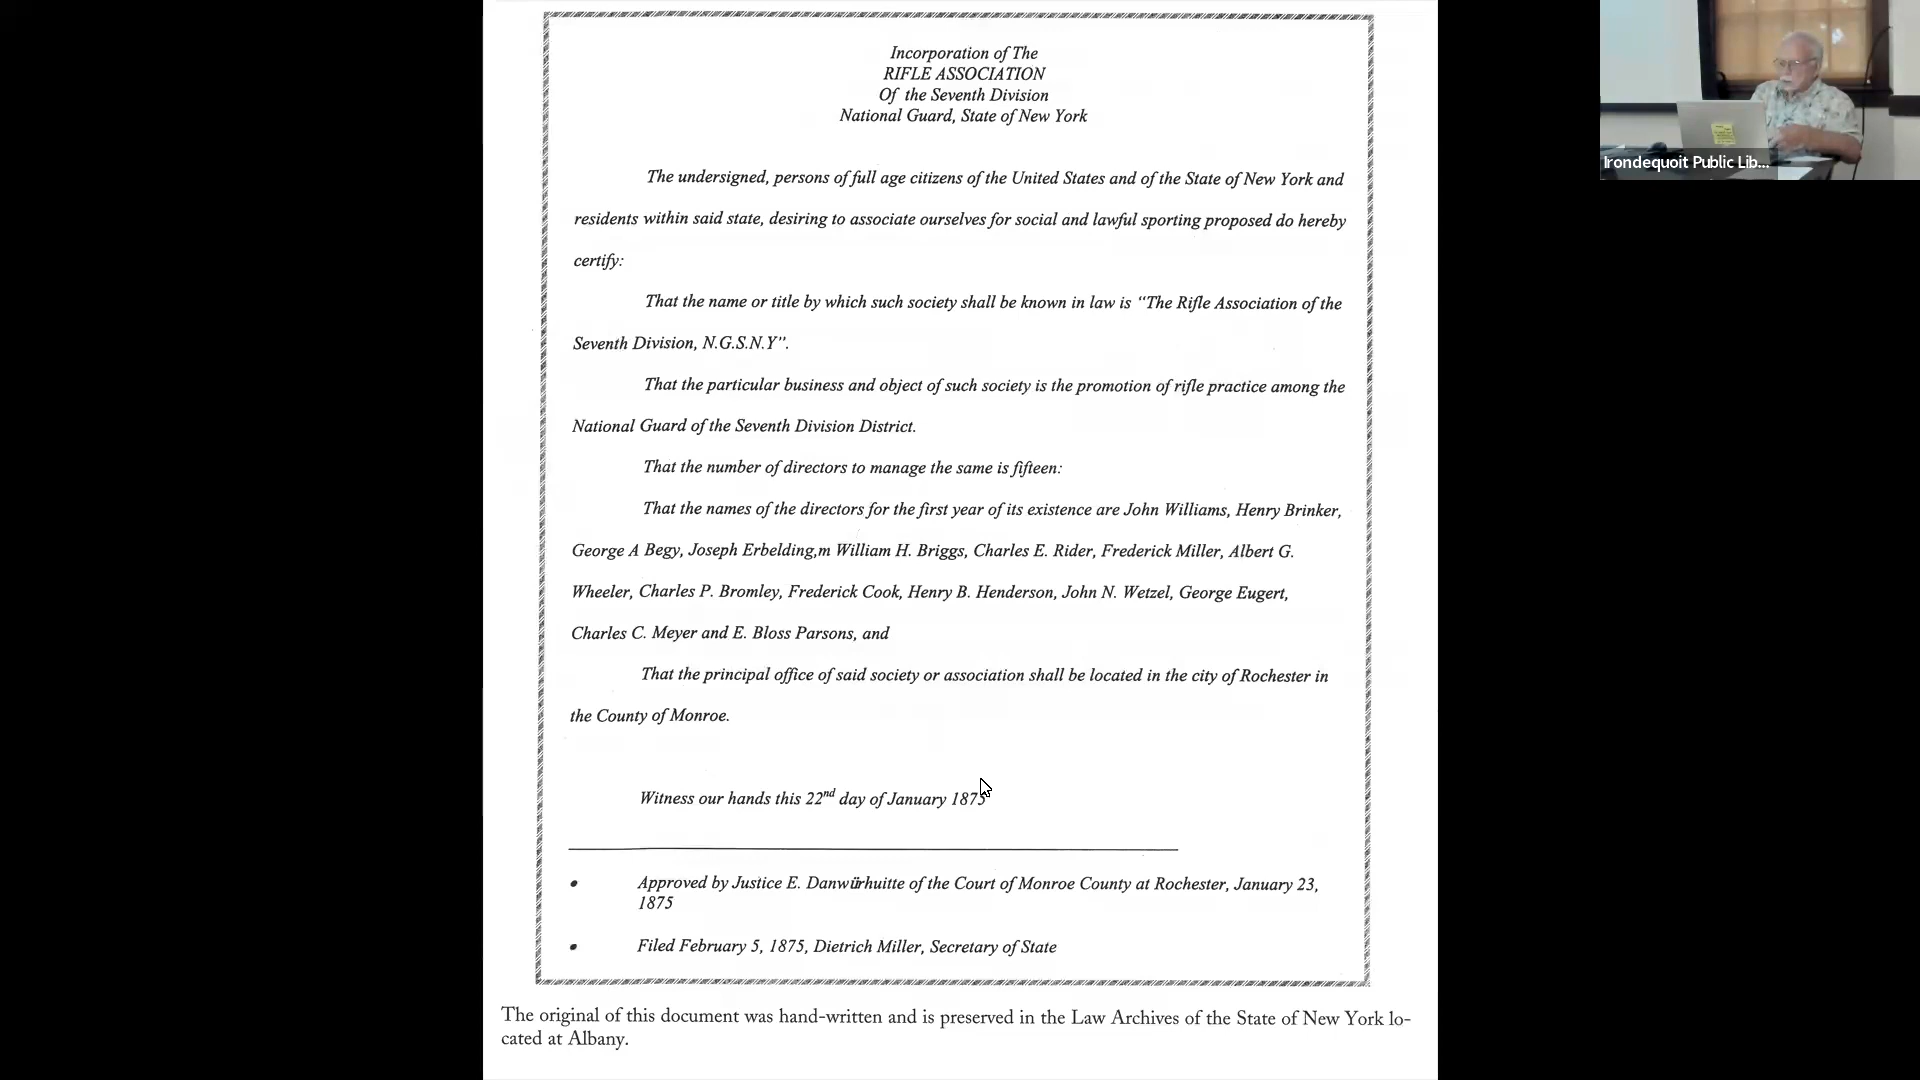 Incorporation of The
RIFLE ASSOCIATION
Of the Seventh Division
National Guard, State of New York
The undersigned, persons of full age citizens of the United States and of the State of New York and
residents within said state, desiring to associate ourselves for social and lawful sporting proposed do hereby
certify:
That the name or title by which such society shall be known in law is “The Rifle Association of the
Seventh Division, N.G.S.N.Y”.
That the particular business and object of such society is the promotion of rifle practice among the
National Guard of the Seventh Division District.
That the number of directors to manage the same is fifteen:
That the names of the directors for the first year of its existence are John Williams, Henry Brinker,
George A Begy, Joseph Erbelding,m William H. Briggs, Charles E. Rider, Frederick Miller, Albert G.
Wheeler, Charles P. Bromley, Frederick Cook, Henry B. Henderson, John N. Wetzel, George Eugert,
Charles C. Meyer and E. Bloss Parsons, and
That the principal office of said society or association shall be located in the city of Rochester in
the County of Monroe.
Witness our hands this 22nd day of January 1875
• Approved by Justice E. Danwürhuitte of the Court of Monroe County at Rochester, January 23,
1875
• Filed February 5, 1875, Dietrich Miller, Secretary of State
The original of this document was hand-written and is preserved in the Law Archives of the State of New York lo-
cated at Albany.
Irondequoit Public Lib...